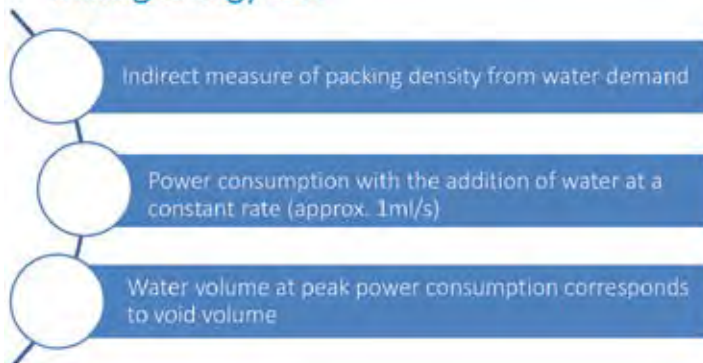 Indirect measure of packing density from water demand
Power consumption with the addition of water at a
constant rate (approx. 1ml/s)
Water volume at peak power consumption corresponds
to void volume